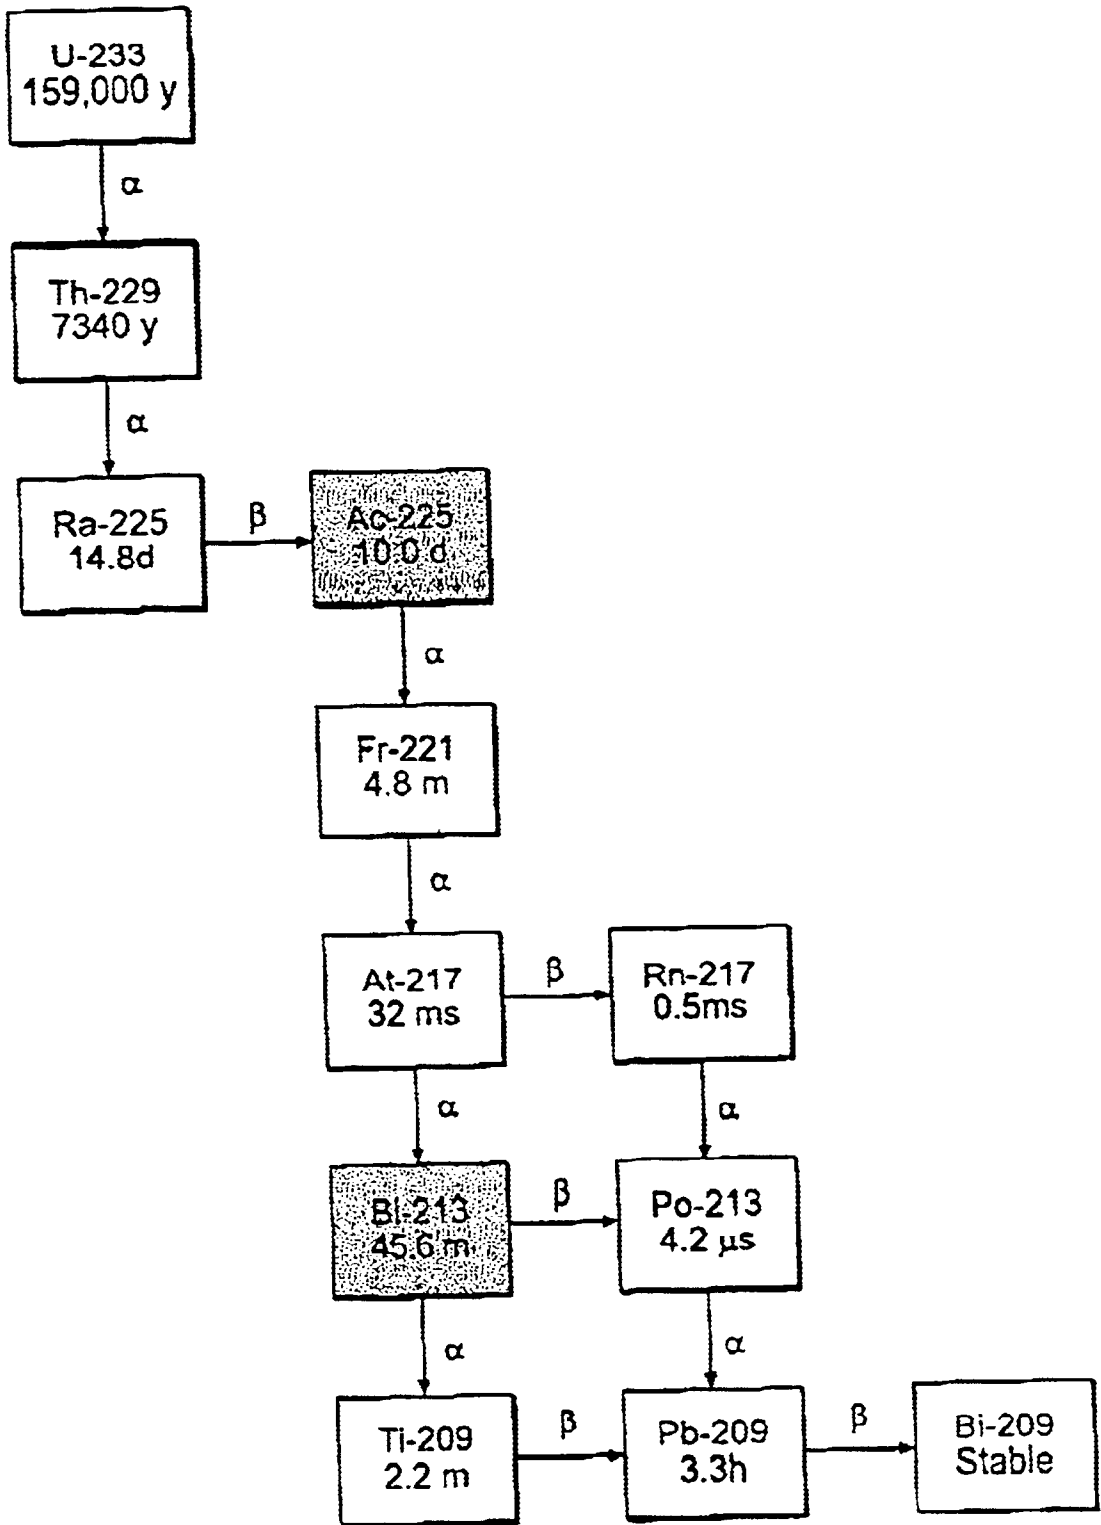 U-233
159,000 y
α
Th-229
7340 y
α
Ra-225
14.8d
β
Ac-225
10.0 d
α
Fr-221
4.8 m
α
At-217
32 ms
β
Rn-217
0.5ms
α
α
Bi-213
45.6 m
β
Po-213
4.2 μs
α
α
Ti-209
2.2 m
β
Pb-209
3.3h
β
Bi-209
Stable